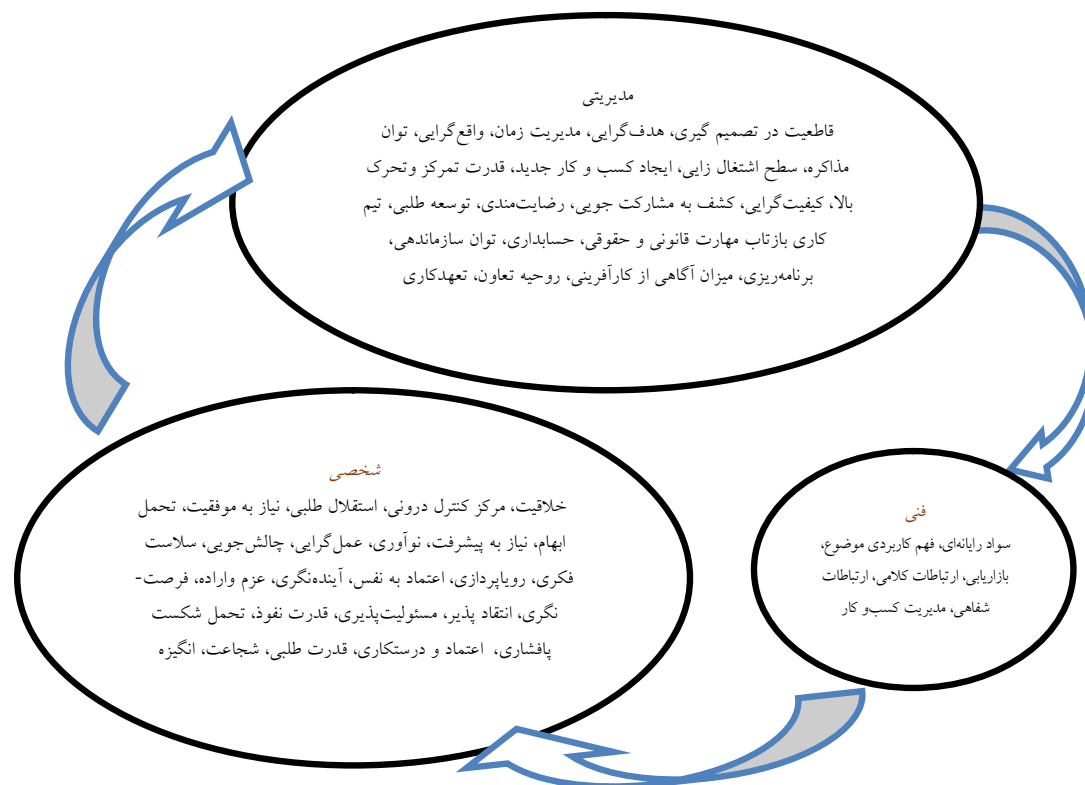 مدیریتی
قاطعیت در تصمیم گیری، هدف‌گرایی، مدیریت زمان، واقع‌گرایی، توان
مذاکره، سطح اشتغال زایی، ایجاد کسب و کار جدید، قدرت تمرکز وتحرک
بالا، کیفیت‌گرایی، کشف به مشارکت جویی، رضایت‌مندی، توسعه طلبی، تیم
کاری بازتاب مهارت قانونی و حقوقی، حسابداری، توان سازماندهی،
برنامه‌ریزی، میزان آگاهی از کارآفرینی، روحیه تعاون، تعهدکاری
شخصی
خلاقیت، مرکز کنترل درونی، استقلال طلبی، نیاز به موفقیت، تحمل
ابهام، نیاز به پیشرفت، نوآوری، عمل‌گرایی، چالش‌جویی، سلاست
فکری، رویاپردازی، اعتماد به نفس، آینده‌نگری، عزم واراده، فرصت-
نگری، انتقاد پذیر، مسئولیت‌پذیری، قدرت نفوذ، تحمل شکست
پافشاری، اعتماد و درستکاری، قدرت طلبی، شجاعت، انگیزه
فنی
سواد رایانه‌ای، فهم کاربردی موضوع،
بازاریابی، ارتباطات کلامی، ارتباطات
شفاهی، مدیریت کسب‌و کار